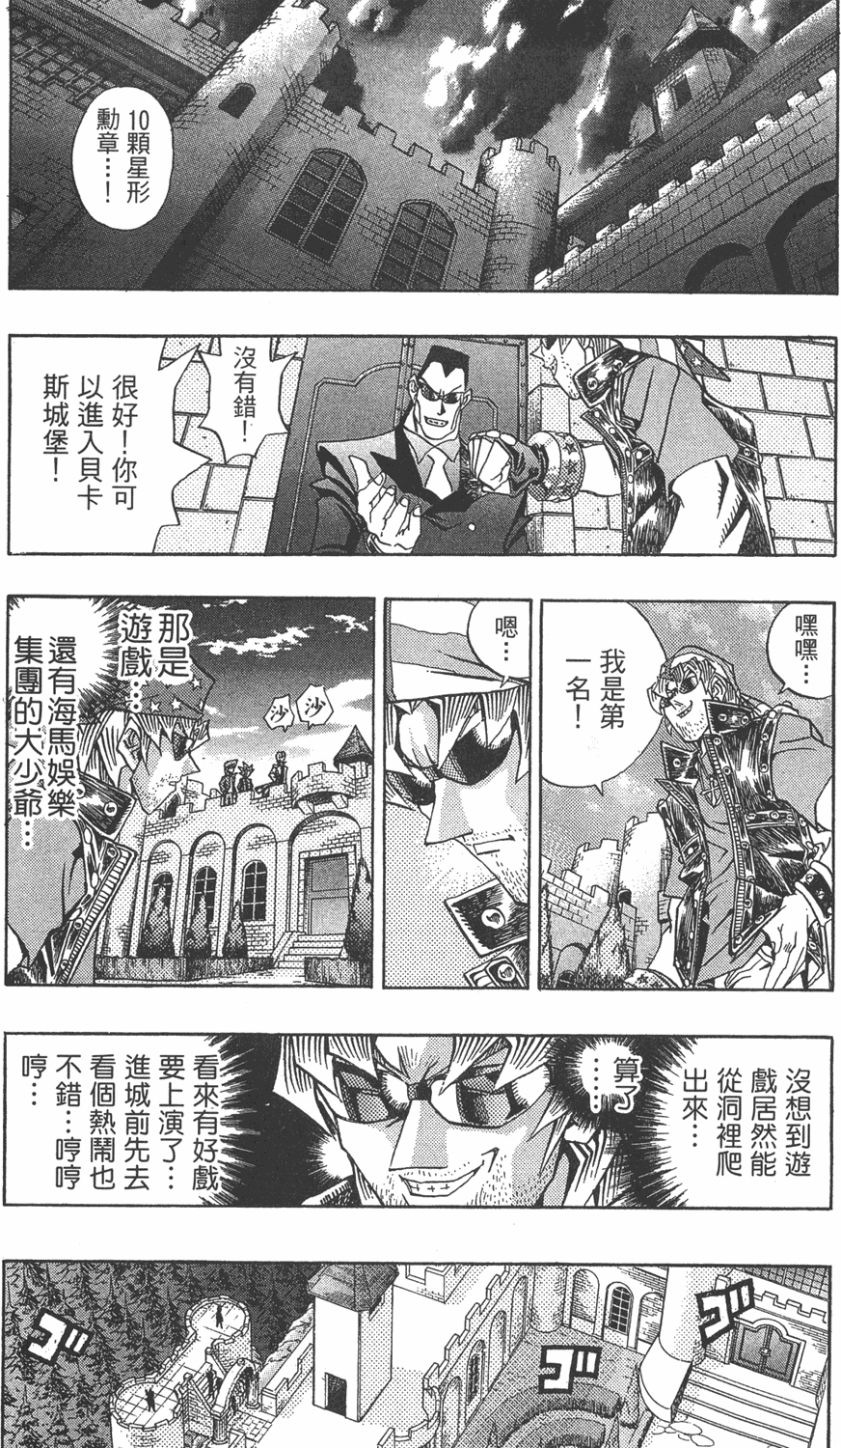 10顆星形
勳章…!
沒有錯!
很好!你可
以進入貝卡
斯城堡!
嘿嘿…
我是第
一名!
嗯…
沙
沙
那是
遊戲…
還有海馬娛樂
集團的大少爺…
沒想到遊
戲居然能
從洞裡爬
出來…
算了
……
看來有好戲
要上演了…
進城前先去
看個熱鬧也
不錯…哼哼
哼…
ゴ
ゴ
ゴ